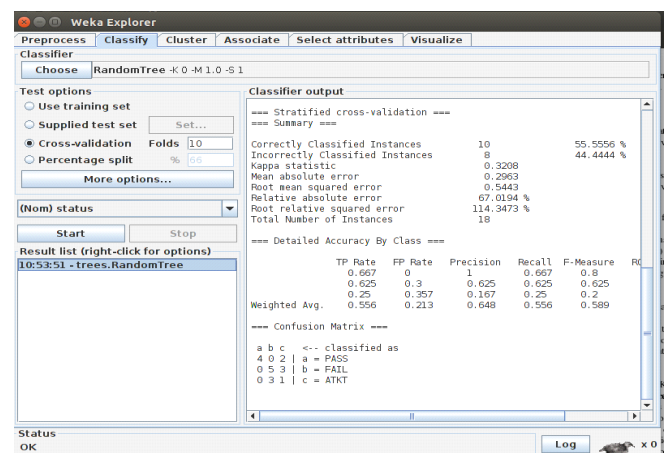 Weka Explorer
Preprocess Classify Cluster Associate Select attributes Visualize
Classifier
Choose RandomTree -K 0 -M 1.0 -S 1
Test options
Use training set
Supplied test set Set...
Cross-validation Folds 10
Percentage split % 66
More options...
(Nom) status
Start Stop
Result list (right-click for options)
10:53:51 - trees.RandomTree
Classifier output
=== Stratified cross-validation ===
=== Summary ===
Correctly Classified Instances 10 55.5556 %
Incorrectly Classified Instances 8 44.4444 %
Kappa statistic 0.3208
Mean absolute error 0.2963
Root mean squared error 0.5443
Relative absolute error 67.0194 %
Root relative squared error 114.3473 %
Total Number of Instances 18
=== Detailed Accuracy By Class ===
TP Rate FP Rate Precision Recall F-Measure RO
0.667 0 1 0.667 0.8
0.625 0.3 0.625 0.625 0.625
0.25 0.357 0.167 0.25 0.2
Weighted Avg. 0.556 0.213 0.648 0.556 0.589
=== Confusion Matrix ===
a b c <-- classified as
4 0 2 | a = PASS
0 5 3 | b = FAIL
0 3 1 | c = ATKT
Status
OK
Log x 0